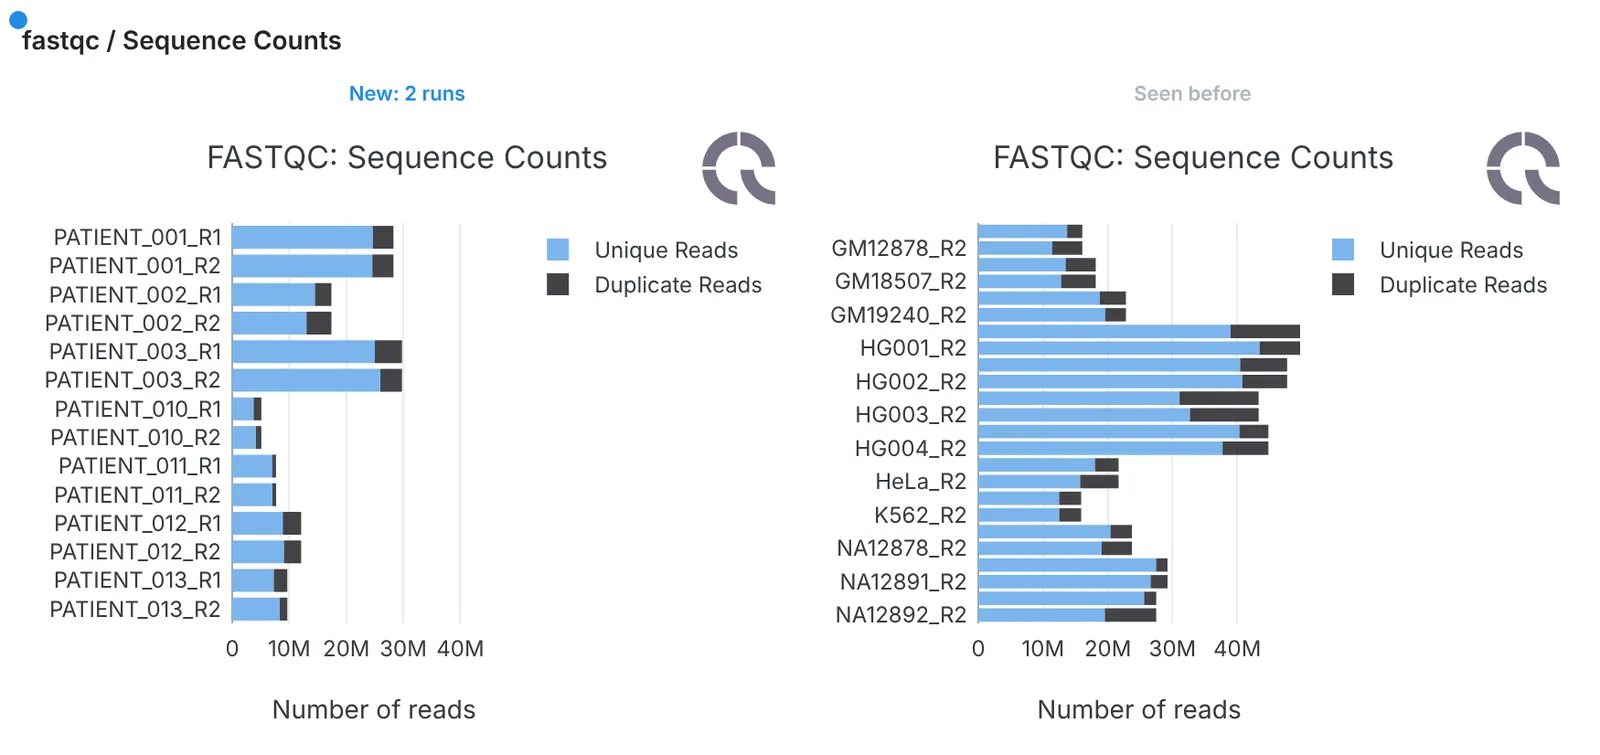 fastqc / Sequence Counts
New: 2 runs
FASTQC: Sequence Counts
PATIENT_001_R1
PATIENT_001_R2
PATIENT_002_R1
PATIENT_002_R2
PATIENT_003_R1
PATIENT_003_R2
PATIENT_010_R1
PATIENT_010_R2
PATIENT_011_R1
PATIENT_011_R2
PATIENT_012_R1
PATIENT_012_R2
PATIENT_013_R1
PATIENT_013_R2
0 10M 20M 30M 40M
Number of reads
Unique Reads
Duplicate Reads
Seen before
FASTQC: Sequence Counts
GM12878_R2
GM18507_R2
GM19240_R2
HG001_R2
HG002_R2
HG003_R2
HG004_R2
HeLa_R2
K562_R2
NA12878_R2
NA12891_R2
NA12892_R2
0 10M 20M 30M 40M
Number of reads
Unique Reads
Duplicate Reads